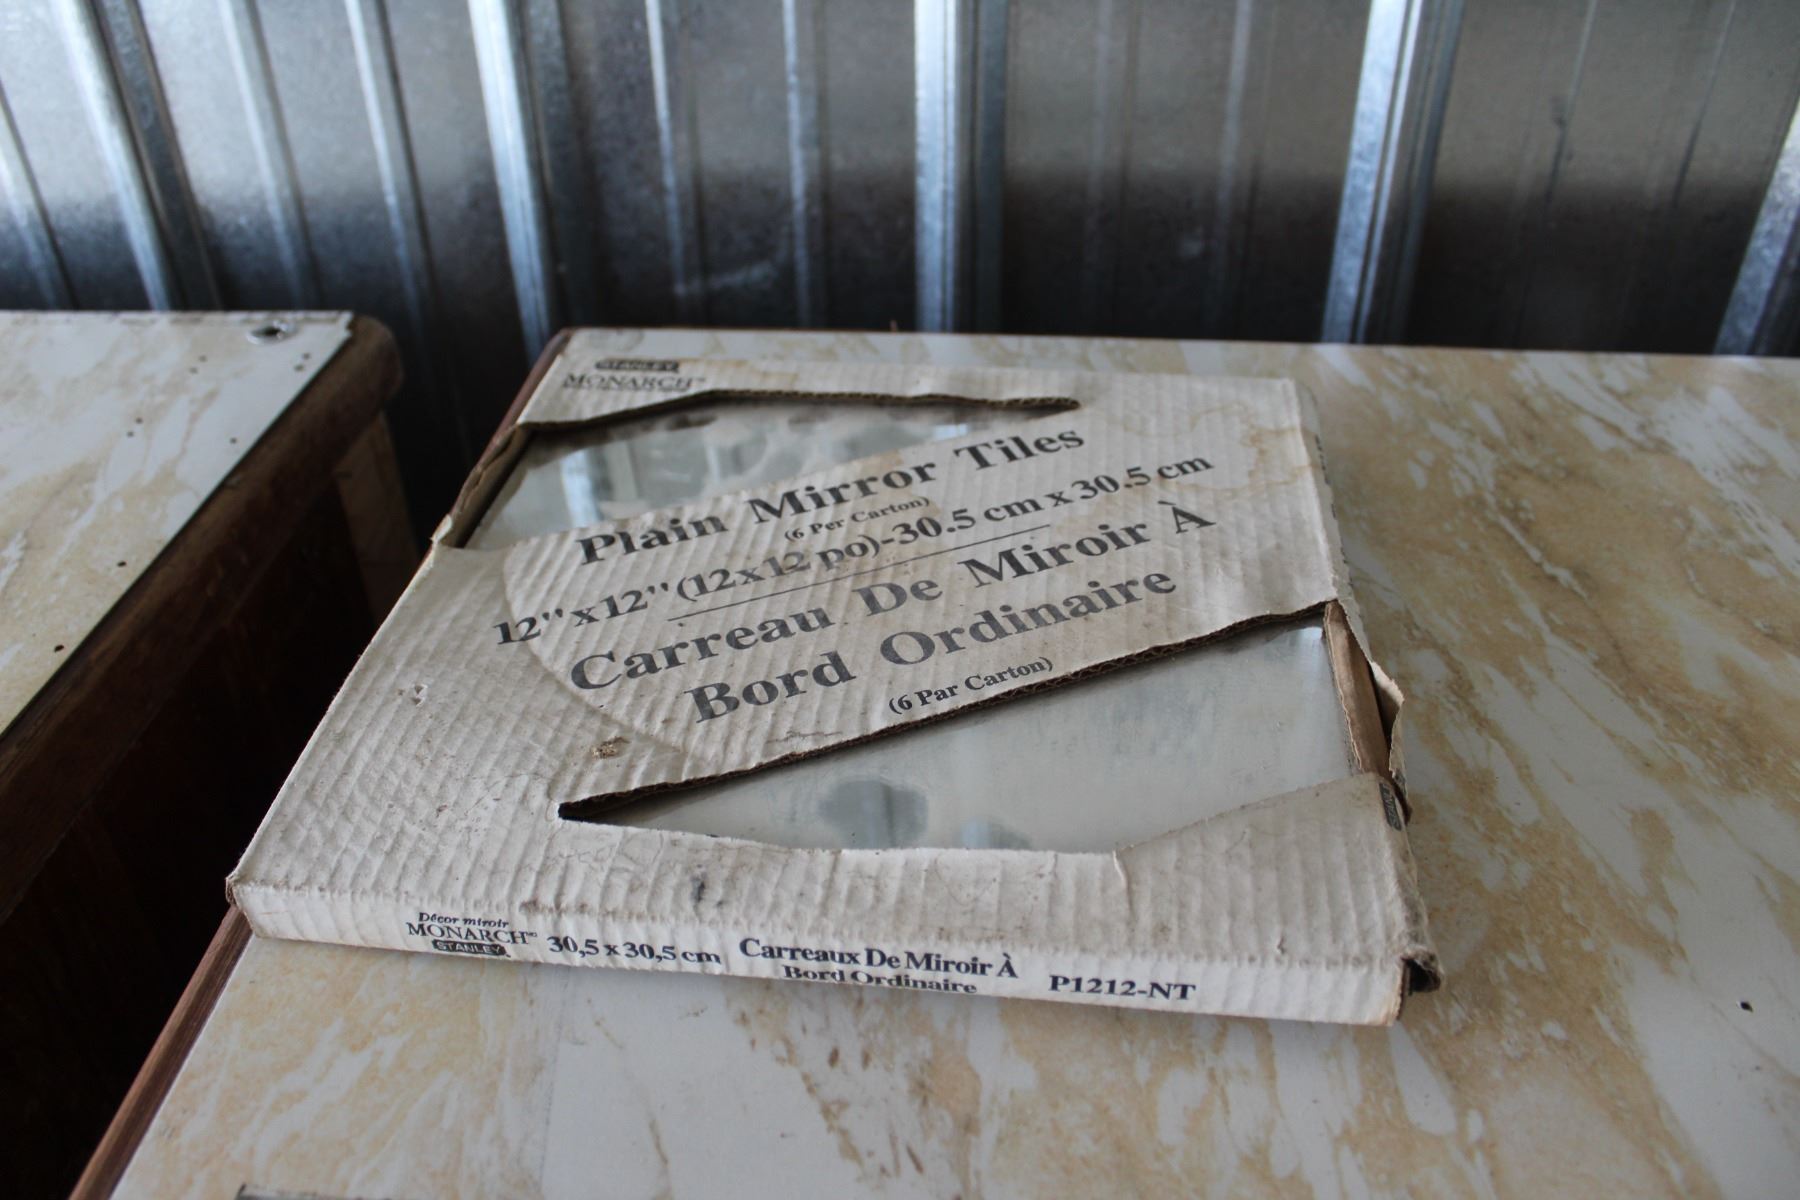 STANLEY
MONARCH
Plain Mirror Tiles
(6 Per Carton)
12"x12" (12x12 po)-30.5 cm x 30.5 cm
Carreau De Miroir À
Bord Ordinaire
(6 Par Carton)
Décor miroir
MONARCH
STANLEY
30,5 x 30,5 cm
Carreaux De Miroir À
Bord Ordinaire
P1212-NT